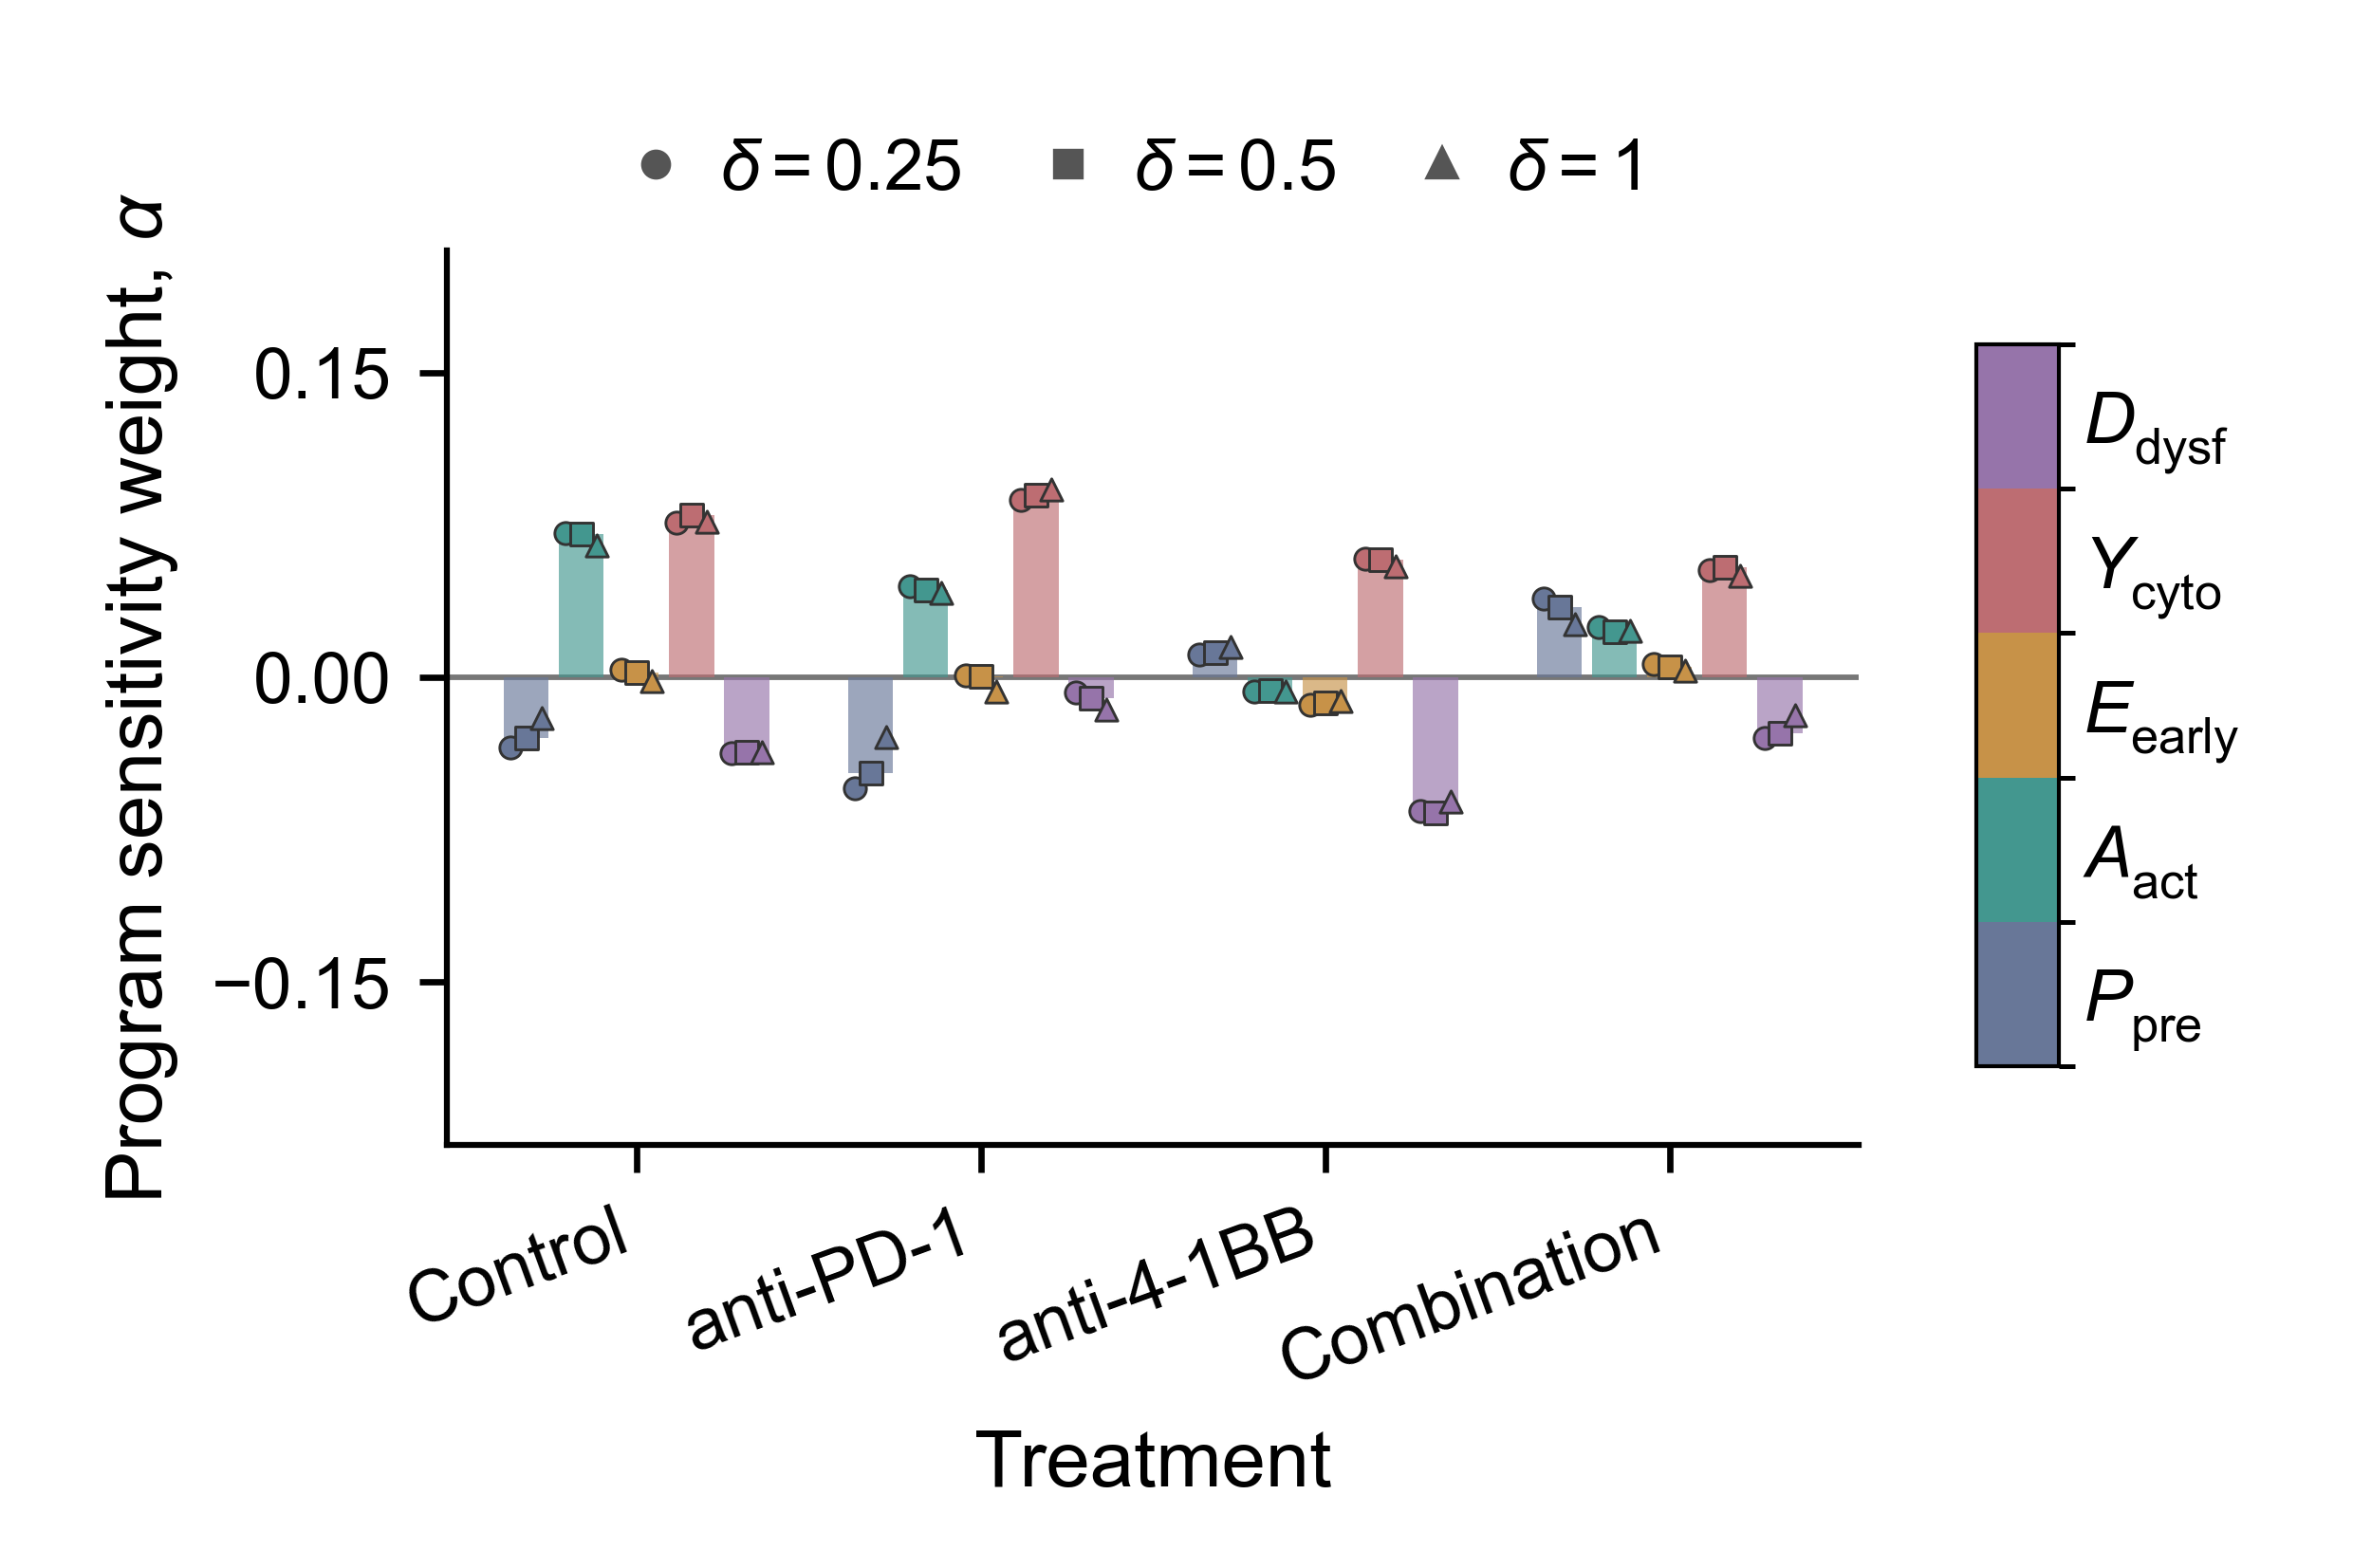 δ = 0.25 δ = 0.5 δ = 1
Program sensitivity weight, α
0.15
0.00
−0.15
Control
anti-PD-1
anti-4-1BB
Combination
Treatment
D_dysf
Y_cyto
E_early
A_act
P_pre